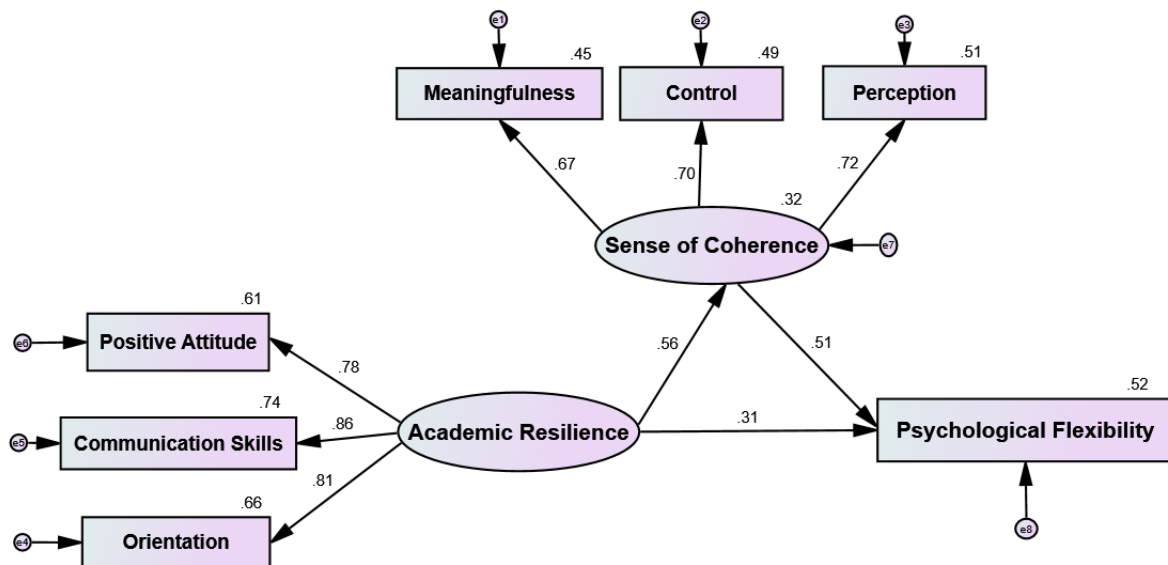 e1
e2
e3
.45
.49
.51
Meaningfulness
Control
Perception
.67
.70
.72
.32
Sense of Coherence
e7
.61
e6
Positive Attitude
.78
.56
.51
.74
.52
e5
Communication Skills
.86
Academic Resilience
.31
Psychological Flexibility
.81
.66
e4
Orientation
e8